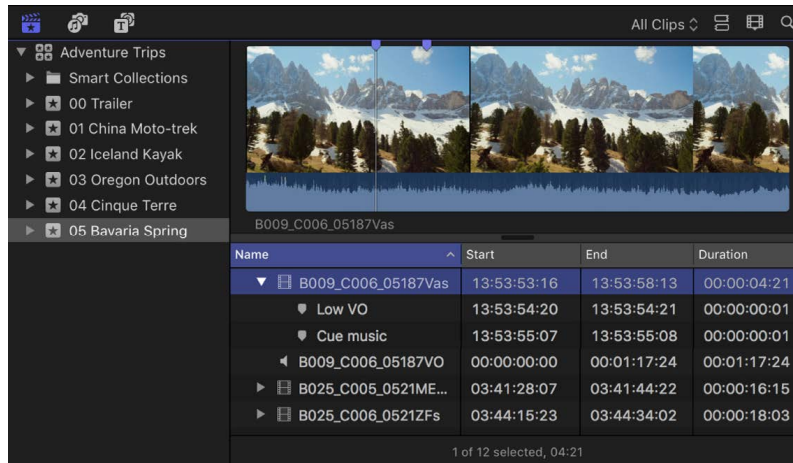 All Clips
Adventure Trips
Smart Collections
00 Trailer
01 China Moto-trek
02 Iceland Kayak
03 Oregon Outdoors
04 Cinque Terre
05 Bavaria Spring
B009_C006_05187Vas
Name Start End Duration
B009_C006_05187Vas 13:53:53:16 13:53:58:13 00:00:04:21
Low VO 13:53:54:20 13:53:54:21 00:00:00:01
Cue music 13:53:55:07 13:53:55:08 00:00:00:01
B009_C006_05187VO 00:00:00:00 00:01:17:24 00:01:17:24
B025_C005_0521ME... 03:41:28:07 03:41:44:22 00:00:16:15
B025_C006_0521ZFs 03:44:15:23 03:44:34:02 00:00:18:03
1 of 12 selected, 04:21